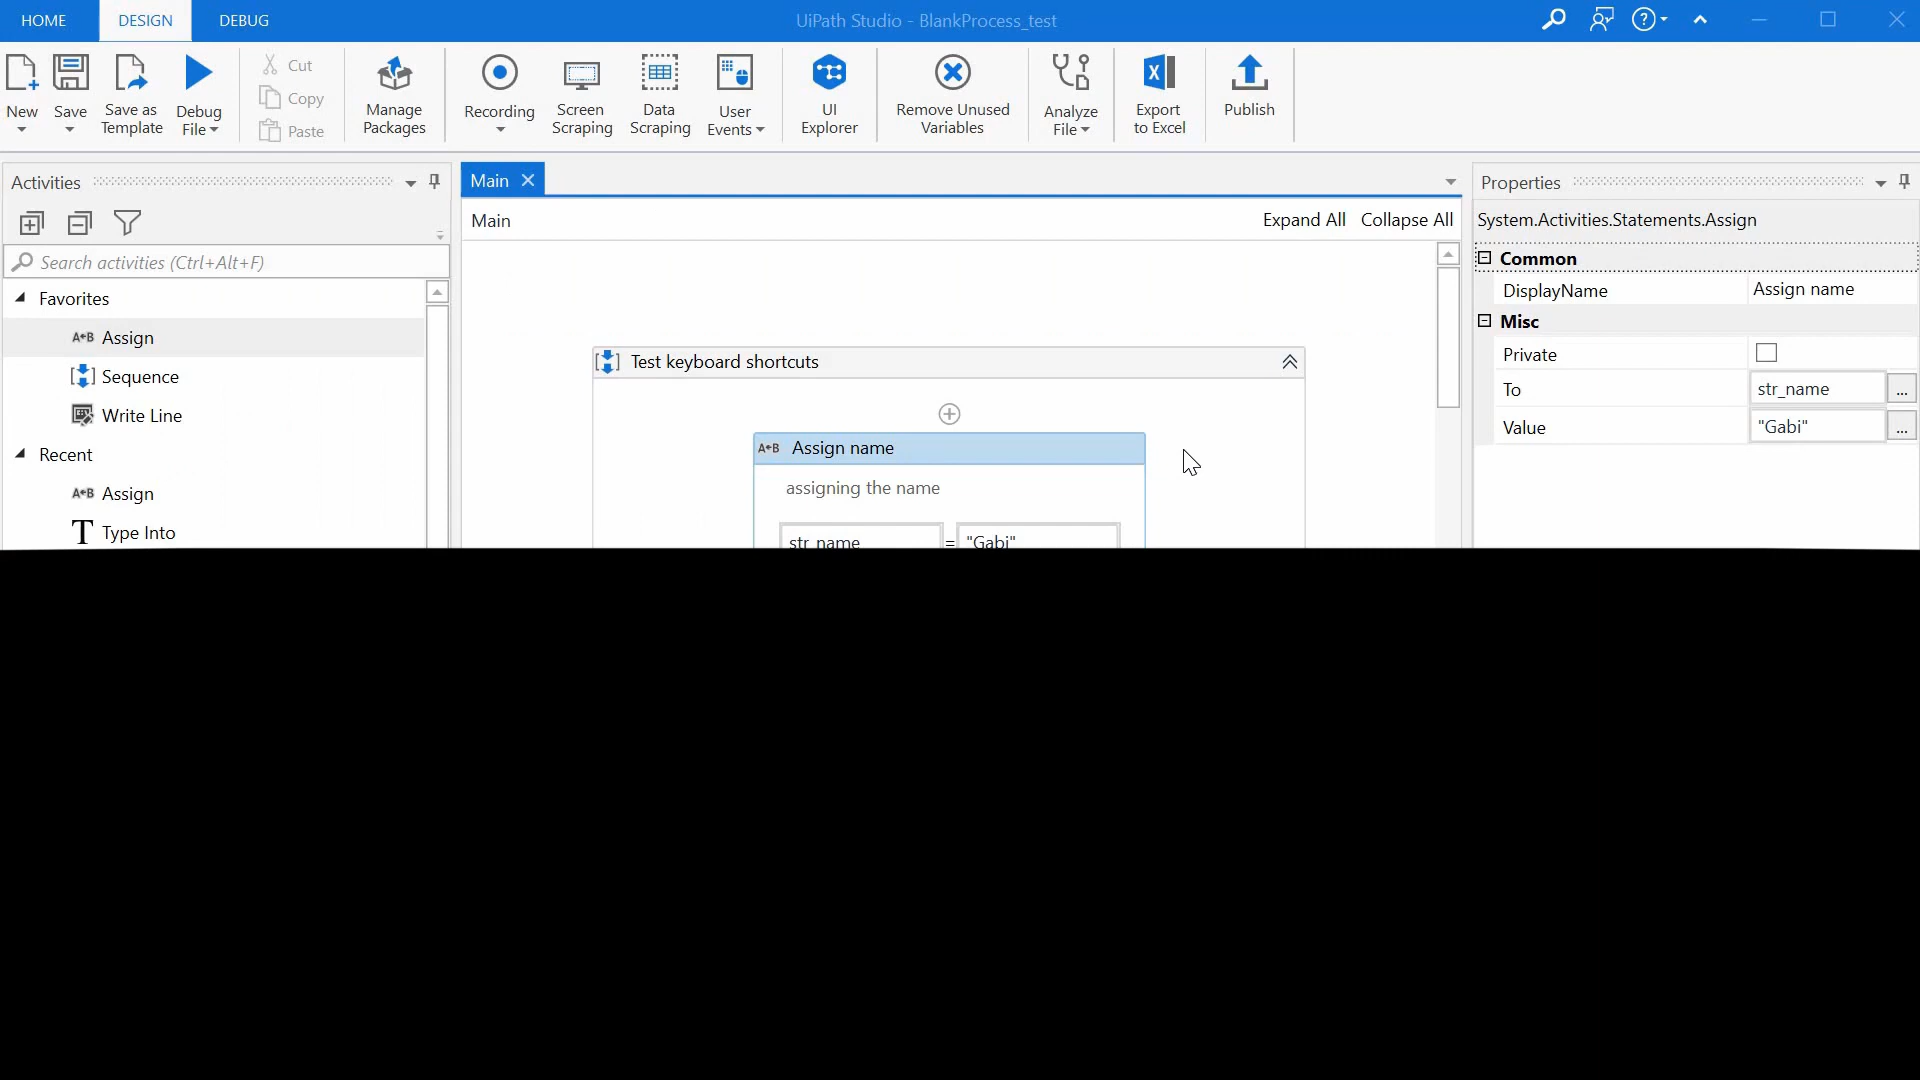 HOME DESIGN DEBUG UiPath Studio - BlankProcess_test
New Save Save as Template Debug File
Cut
Copy
Paste
Manage Packages
Recording Screen Scraping Data Scraping User Events
UI Explorer
Remove Unused Variables
Analyze File
Export to Excel
Publish
Activities
Search activities (Ctrl+Alt+F)
Favorites
A+B Assign
Sequence
Write Line
Recent
A+B Assign
Type Into
Main
Main Expand All Collapse All
Test keyboard shortcuts
A+B Assign name
assigning the name
str_name = "Gabi"
Properties
System.Activities.Statements.Assign
Common
DisplayName Assign name
Misc
Private
To str_name ...
Value "Gabi" ...